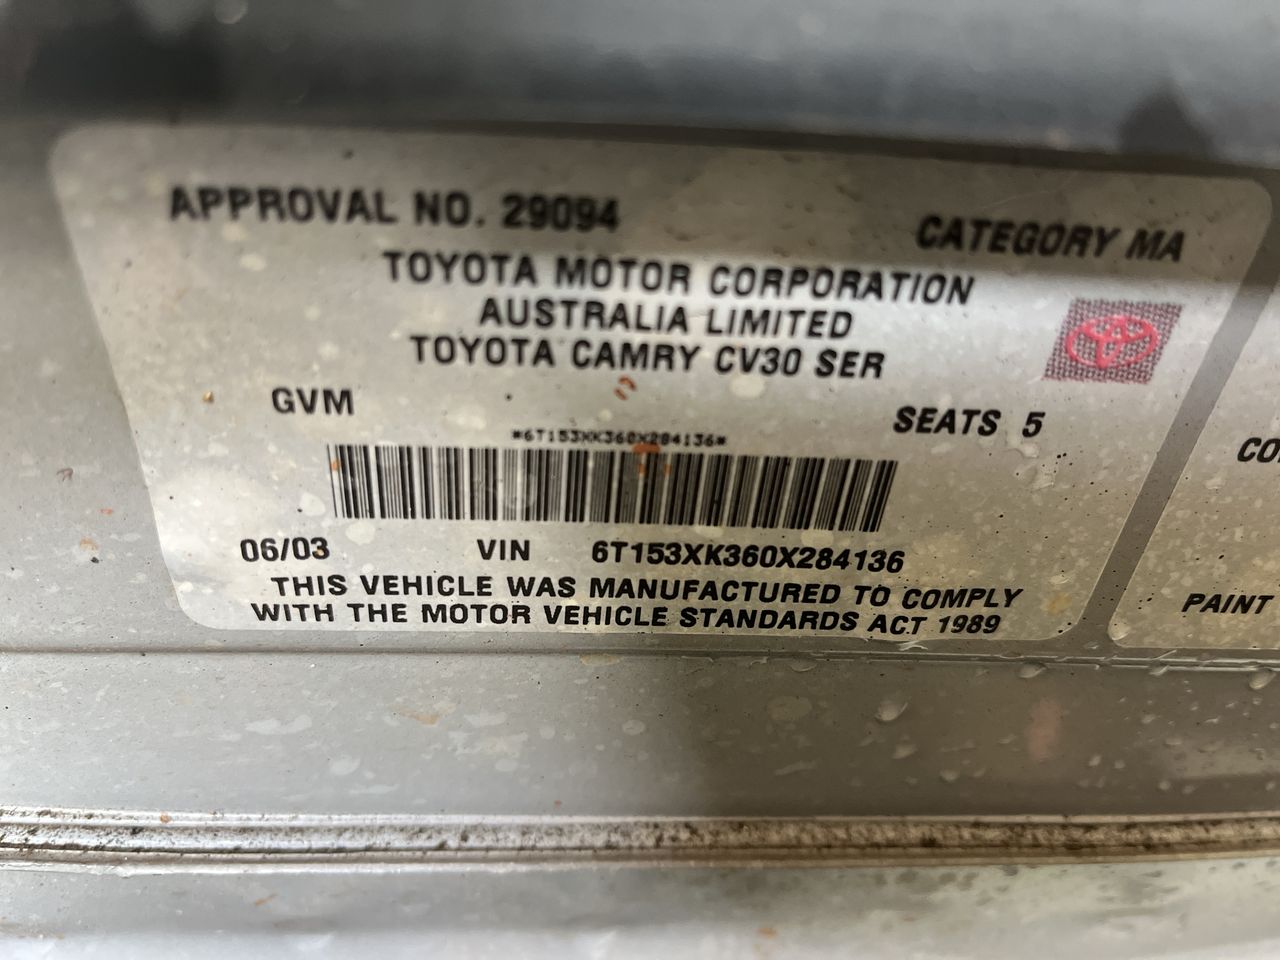 APPROVAL NO. 29094
CATEGORY MA
TOYOTA MOTOR CORPORATION
AUSTRALIA LIMITED
TOYOTA CAMRY CV30 SER
GVM
SEATS 5
*6T153XK360X284136*
06/03 VIN 6T153XK360X284136
THIS VEHICLE WAS MANUFACTURED TO COMPLY
WITH THE MOTOR VEHICLE STANDARDS ACT 1989
PAINT